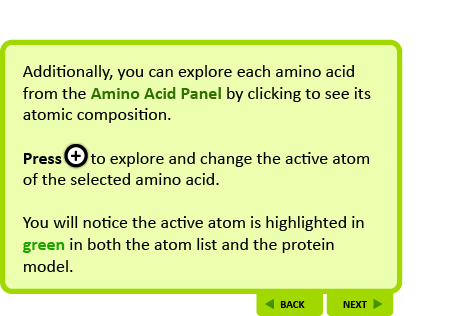 Additionally, you can explore each amino acid
from the Amino Acid Panel by clicking to see its
atomic composition.
Press + to explore and change the active atom
of the selected amino acid.
You will notice the active atom is highlighted in
green in both the atom list and the protein
model.
BACK NEXT